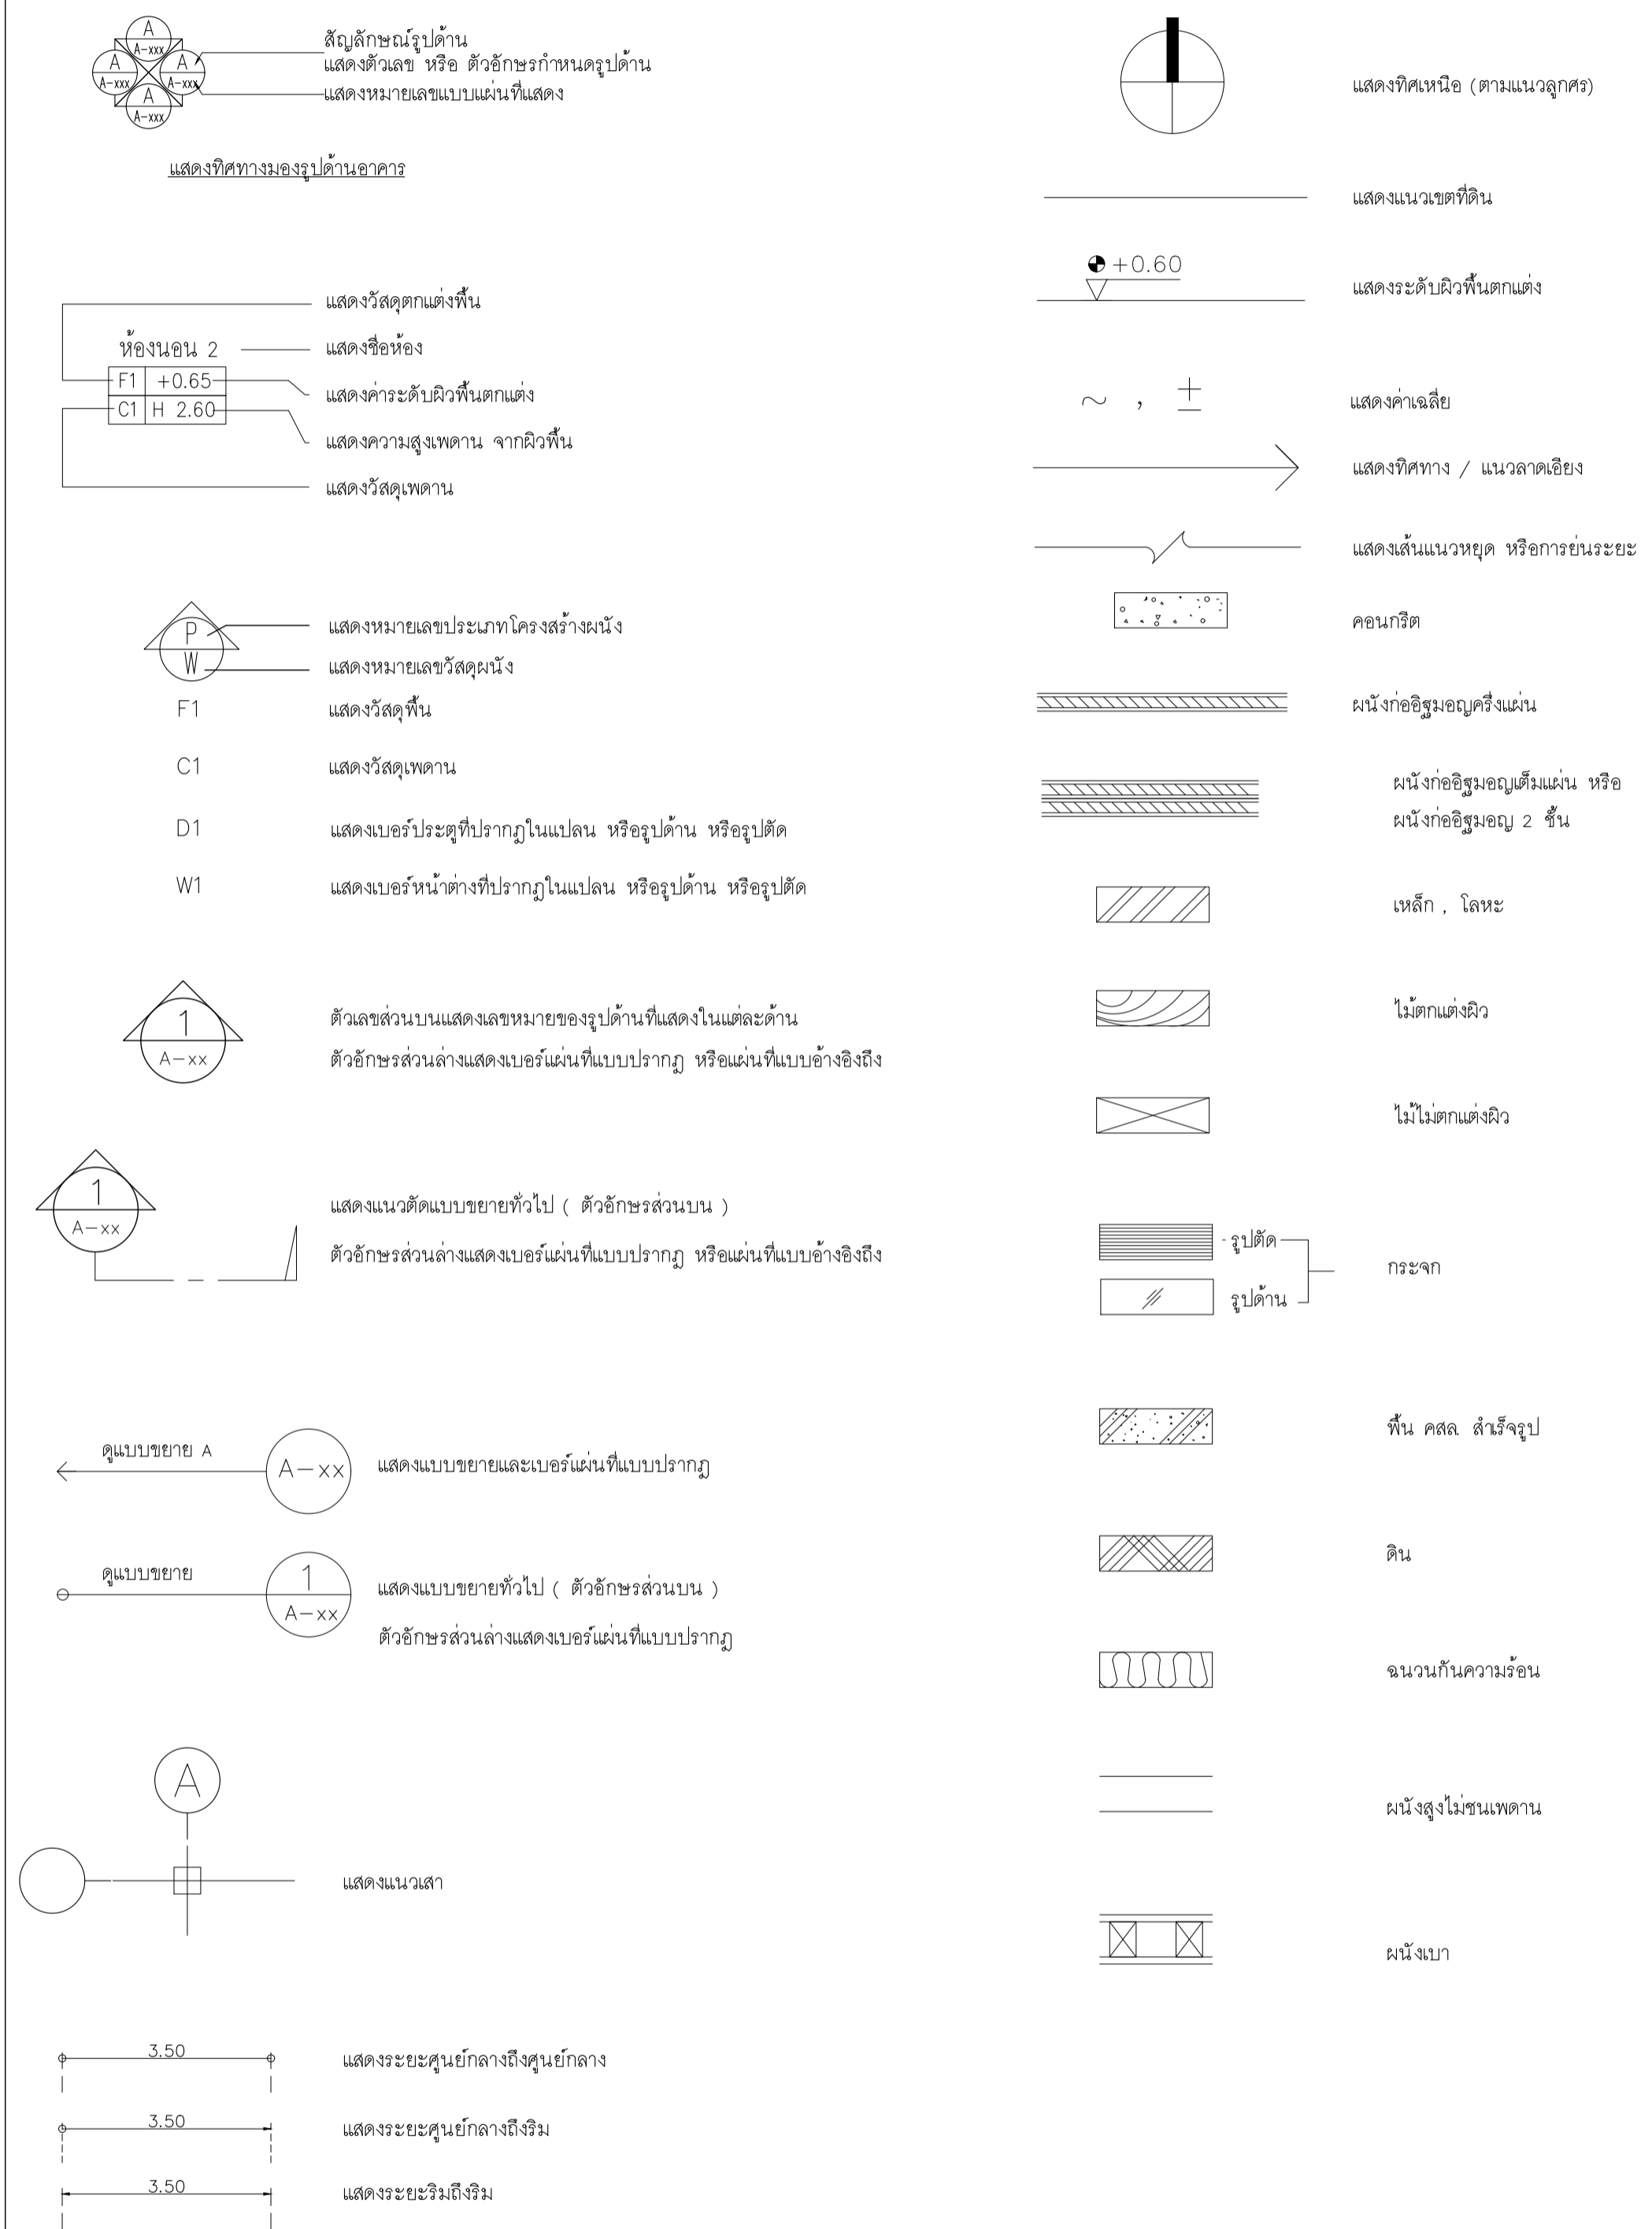 A
A-xxx
A
A-xxx
A
A-xxx
A
A-xxx
สัญลักษณ์รูปด้าน
แสดงตัวเลข หรือ ตัวอักษรกำหนดรูปด้าน
แสดงหมายเลขแบบแผ่นที่แสดง
แสดงทิศทางมองรูปด้านอาคาร
แสดงวัสดุตกแต่งพื้น
ห้องนอน 2
แสดงชื่อห้อง
F1 +0.65
แสดงค่าระดับผิวพื้นตกแต่ง
C1 H 2.60
แสดงความสูงเพดาน จากผิวพื้น
แสดงวัสดุเพดาน
P
แสดงหมายเลขประเภทโครงสร้างผนัง
W
แสดงหมายเลขวัสดุผนัง
F1
แสดงวัสดุพื้น
C1
แสดงวัสดุเพดาน
D1
แสดงเบอร์ประตูที่ปรากฏในแปลน หรือรูปด้าน หรือรูปตัด
W1
แสดงเบอร์หน้าต่างที่ปรากฏในแปลน หรือรูปด้าน หรือรูปตัด
1
A-xx
ตัวเลขส่วนบนแสดงเลขหมายของรูปด้านที่แสดงในแต่ละด้าน
ตัวอักษรส่วนล่างแสดงเบอร์แผ่นที่แบบปรากฏ หรือแผ่นที่แบบอ้างอิงถึง
1
A-xx
แสดงแนวตัดแบบขยายทั่วไป ( ตัวอักษรส่วนบน )
ตัวอักษรส่วนล่างแสดงเบอร์แผ่นที่แบบปรากฏ หรือแผ่นที่แบบอ้างอิงถึง
ดูแบบขยาย A
A-xx
แสดงแบบขยายและเบอร์แผ่นที่แบบปรากฏ
ดูแบบขยาย
1
A-xx
แสดงแบบขยายทั่วไป ( ตัวอักษรส่วนบน )
ตัวอักษรส่วนล่างแสดงเบอร์แผ่นที่แบบปรากฏ
A
แสดงแนวเสา
3.50
แสดงระยะศูนย์กลางถึงศูนย์กลาง
3.50
แสดงระยะศูนย์กลางถึงริม
3.50
แสดงระยะริมถึงริม
แสดงทิศเหนือ (ตามแนวลูกศร)
แสดงแนวเขตที่ดิน
+0.60
แสดงระดับผิวพื้นตกแต่ง
~ , ±
แสดงค่าเฉลี่ย
แสดงทิศทาง / แนวลาดเอียง
แสดงเส้นแนวหยุด หรือการย่นระยะ
คอนกรีต
ผนังก่ออิฐมอญครึ่งแผ่น
ผนังก่ออิฐมอญเต็มแผ่น หรือ
ผนังก่ออิฐมอญ 2 ชั้น
เหล็ก , โลหะ
ไม้ตกแต่งผิว
ไม้ไม่ตกแต่งผิว
รูปตัด
กระจก
รูปด้าน
พื้น คสล. สำเร็จรูป
ดิน
ฉนวนกันความร้อน
ผนังสูงไม่ชนเพดาน
ผนังเบา